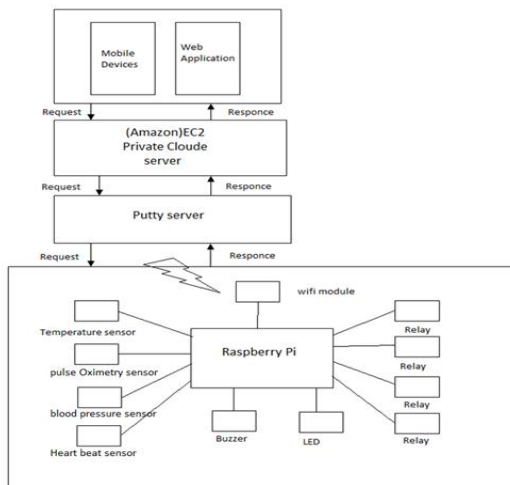 Mobile
Devices
Web
Application
Request
Responce
(Amazon)EC2
Private Cloude
server
Request
Responce
Putty server
Request
Responce
wifi module
Temperature sensor
Relay
Raspberry Pi
pulse Oximetry sensor
Relay
blood pressure sensor
Relay
Buzzer
LED
Heart beat sensor
Relay